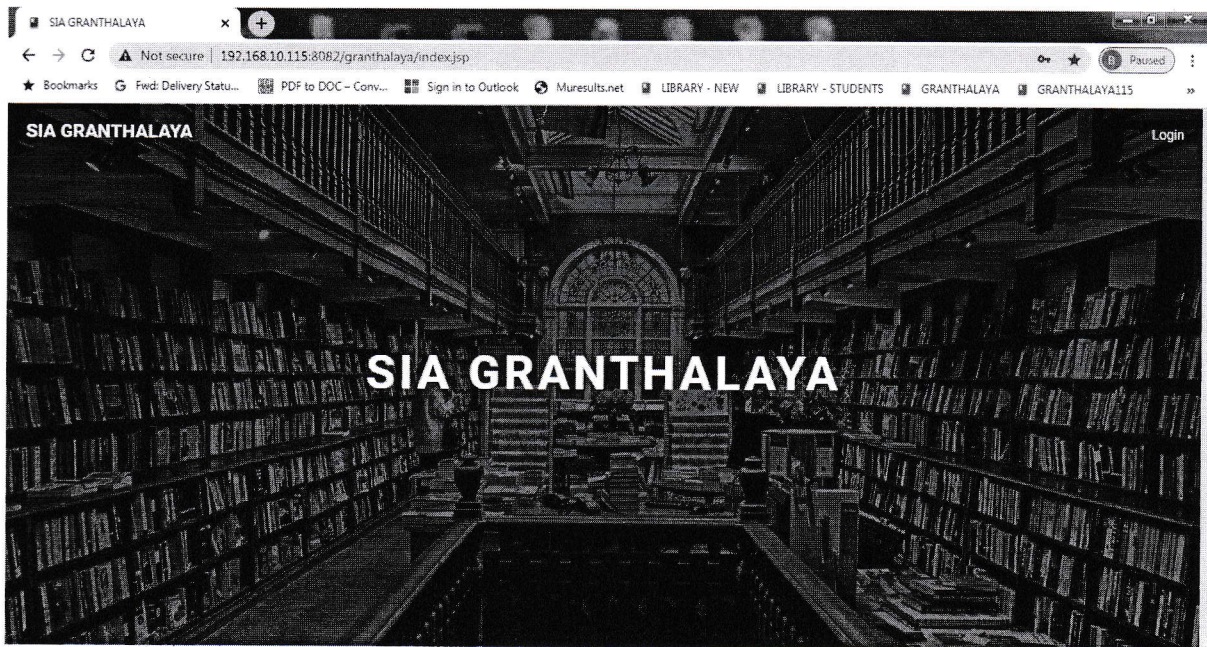 SIA GRANTHALAYA
Not secure | 192.168.10.115:8082/granthalaya/index.jsp Paused
Bookmarks Fwd: Delivery Statu... PDF to DOC – Conv... Sign in to Outlook Muresults.net LIBRARY - NEW LIBRARY - STUDENTS GRANTHALAYA GRANTHALAYA115 »
SIA GRANTHALAYA Login
SIA GRANTHALAYA